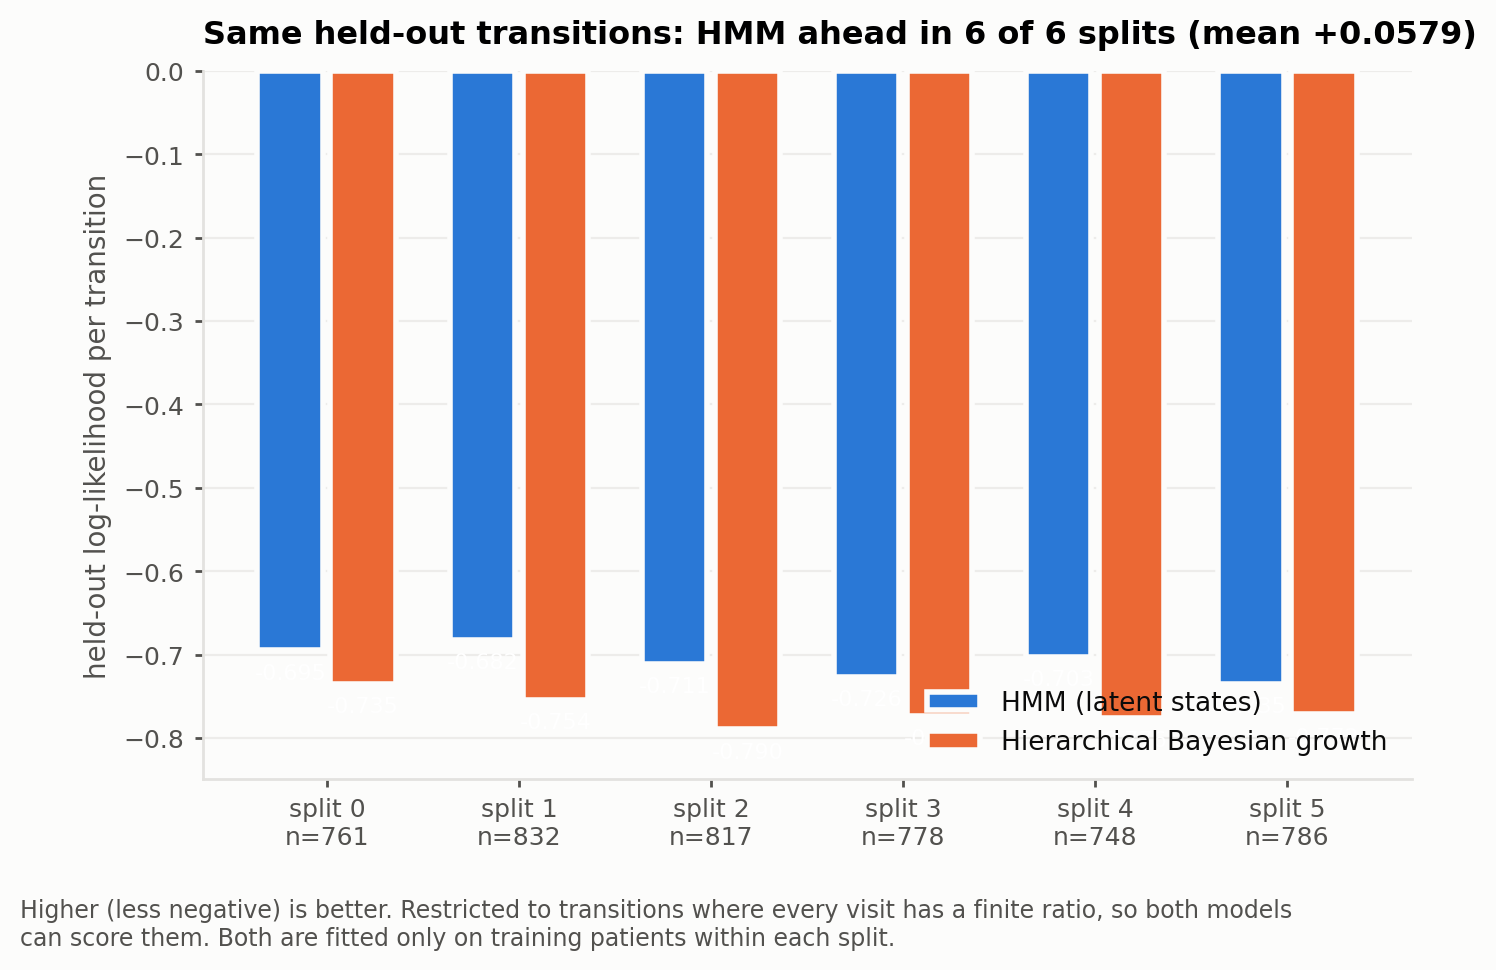 Same held-out transitions: HMM ahead in 6 of 6 splits (mean +0.0579)
held-out log-likelihood per transition
0.0
−0.1
−0.2
−0.3
−0.4
−0.5
−0.6
−0.7
−0.8
HMM (latent states)
Hierarchical Bayesian growth
split 0
n=761
split 1
n=832
split 2
n=817
split 3
n=778
split 4
n=748
split 5
n=786
Higher (less negative) is better. Restricted to transitions where every visit has a finite ratio, so both models
can score them. Both are fitted only on training patients within each split.